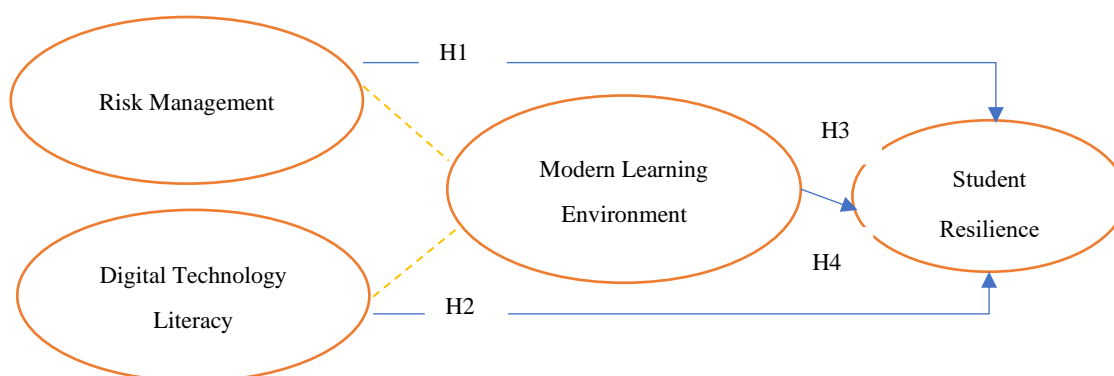 H1
Risk Management
H3
Modern Learning
Environment
Student
Resilience
Digital Technology
Literacy
H4
H2